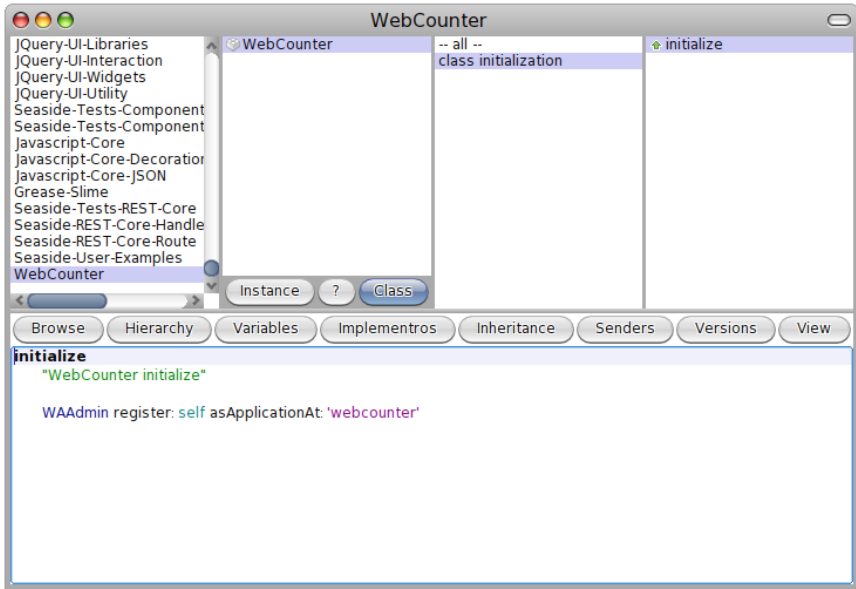 WebCounter
JQuery-UI-Libraries
JQuery-UI-Interaction
JQuery-UI-Widgets
JQuery-UI-Utility
Seaside-Tests-Component
Seaside-Tests-Component
Javascript-Core
Javascript-Core-Decoration
Javascript-Core-JSON
Grease-Slime
Seaside-Tests-REST-Core
Seaside-REST-Core-Handle
Seaside-REST-Core-Route
Seaside-User-Examples
WebCounter
WebCounter
Instance ? Class
-- all --
class initialization
initialize
Browse Hierarchy Variables Implementros Inheritance Senders Versions View
initialize
"WebCounter initialize"
WAAdmin register: self asApplicationAt: 'webcounter'